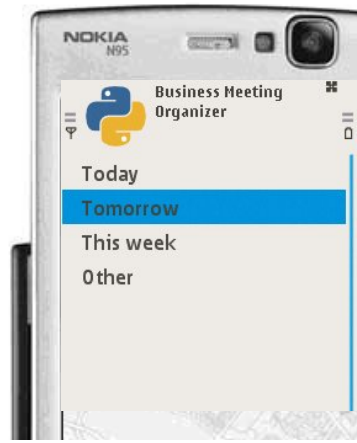 NOKIA
N95
Business Meeting
Organizer
Today
Tomorrow
This week
Other